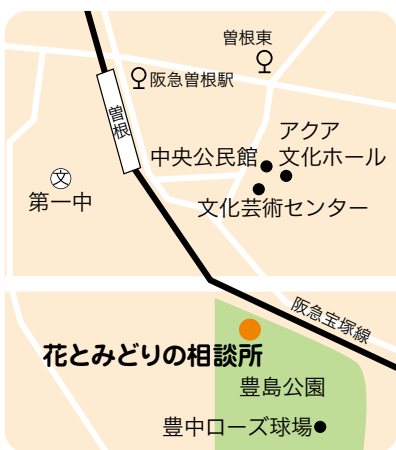 曽根東
阪急曽根駅
曽根
アクア
文化ホール
中央公民館
文化芸術センター
文
第一中
阪急宝塚線
花とみどりの相談所
豊島公園
豊中ローズ球場